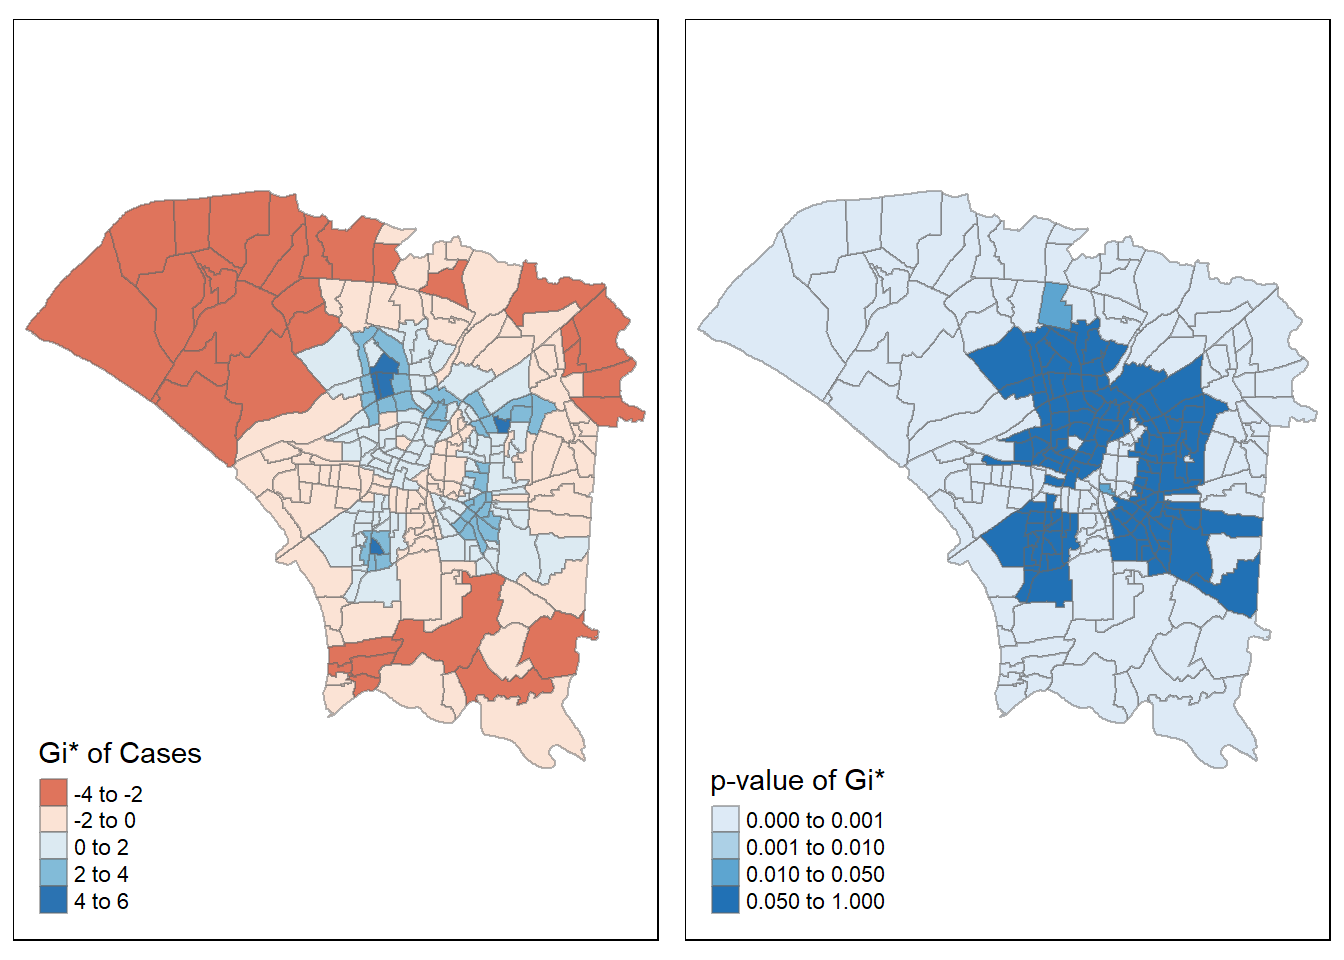 Gi* of Cases
-4 to -2
-2 to 0
0 to 2
2 to 4
4 to 6
p-value of Gi*
0.000 to 0.001
0.001 to 0.010
0.010 to 0.050
0.050 to 1.000